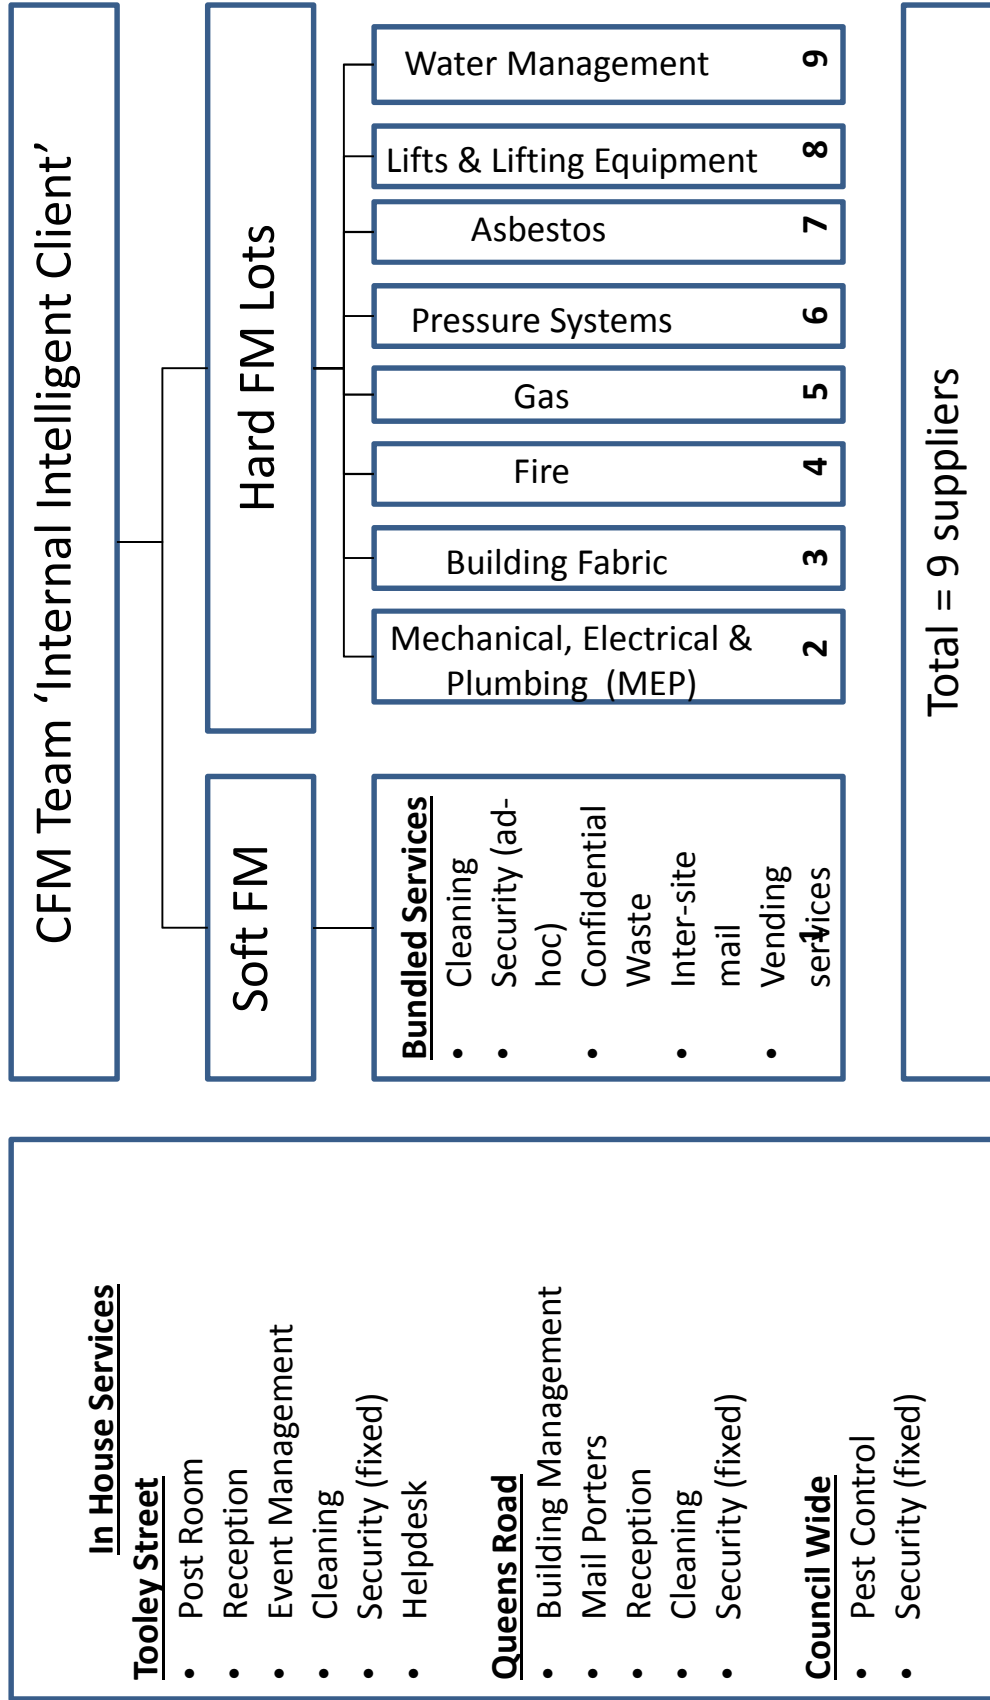 In House Services
Tooley Street
• Post Room
• Reception
• Event Management
• Cleaning
• Security (fixed)
• Helpdesk
Queens Road
• Building Management
• Mail Porters
• Reception
• Cleaning
• Security (fixed)
Council Wide
• Pest Control
• Security (fixed)
CFM Team ‘Internal Intelligent Client’
Soft FM
Bundled Services
• Cleaning
• Security (ad-
hoc)
• Confidential
Waste
• Inter-site
mail
• Vending
services
1
Hard FM Lots
Mechanical, Electrical &
Plumbing (MEP)
2
Building Fabric
3
Fire
4
Gas
5
Pressure Systems
6
Asbestos
7
Lifts & Lifting Equipment
8
Water Management
9
Total = 9 suppliers